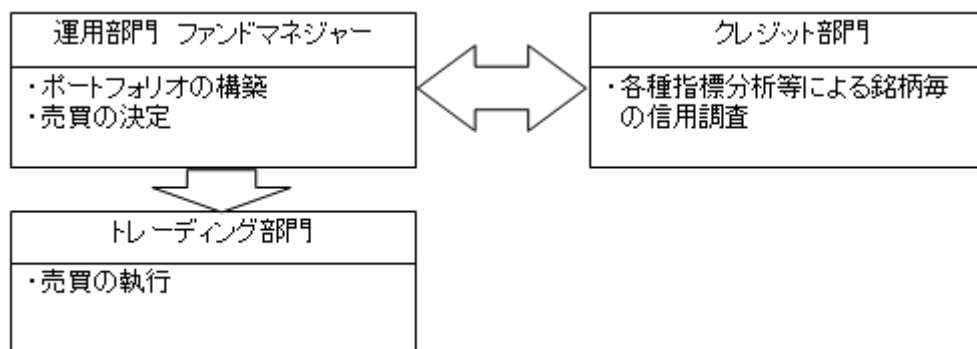 運用部門 ファンドマネジャー
・ポートフォリオの構築
・売買の決定
クレジット部門
・各種指標分析等による銘柄毎
の信用調査
トレーディング部門
・売買の執行